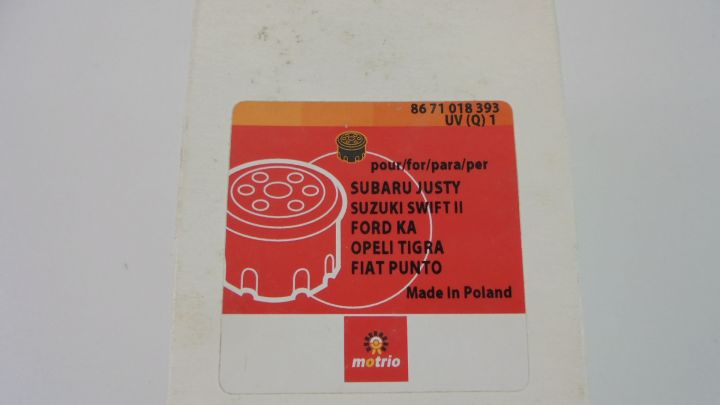 86 71 018 393
UV (Q) 1
pour/for/para/per
SUBARU JUSTY
SUZUKI SWIFT II
FORD KA
OPELI TIGRA
FIAT PUNTO
Made In Poland
motrio